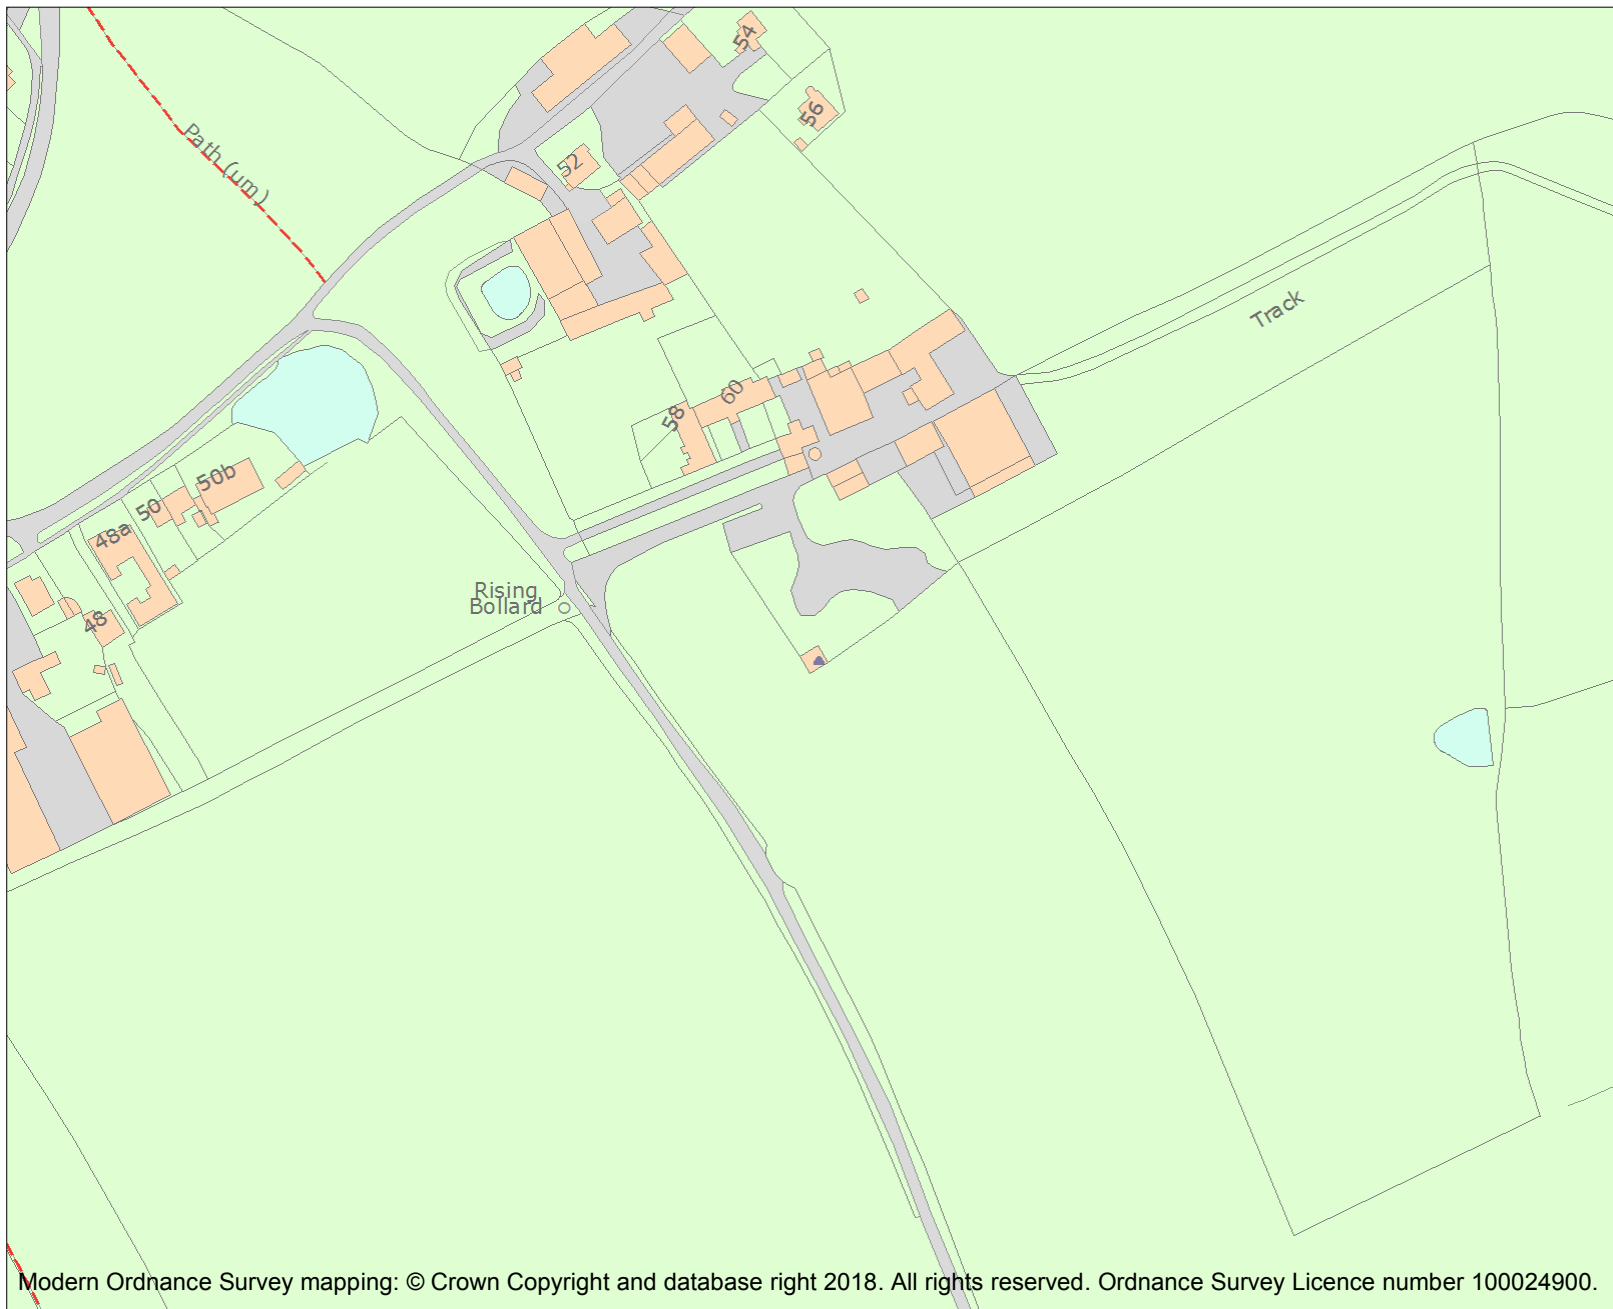 54
56
Path (um)
52
Track
60
58
50b
50
48a
Rising
Bollard
48
Modern Ordnance Survey mapping: © Crown Copyright and database right 2018. All rights reserved. Ordnance Survey Licence number 100024900.